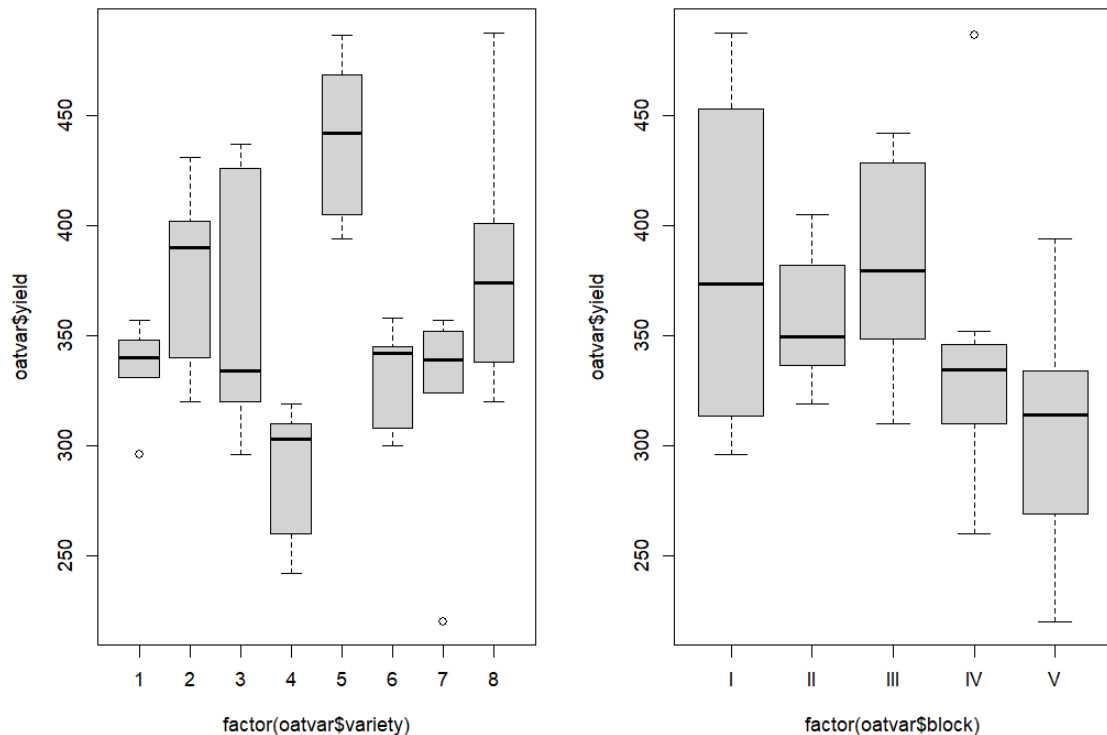 oatvar$yield
450
400
350
300
250
1 2 3 4 5 6 7 8
factor(oatvar$variety)
oatvar$yield
450
400
350
300
250
I II III IV V
factor(oatvar$block)